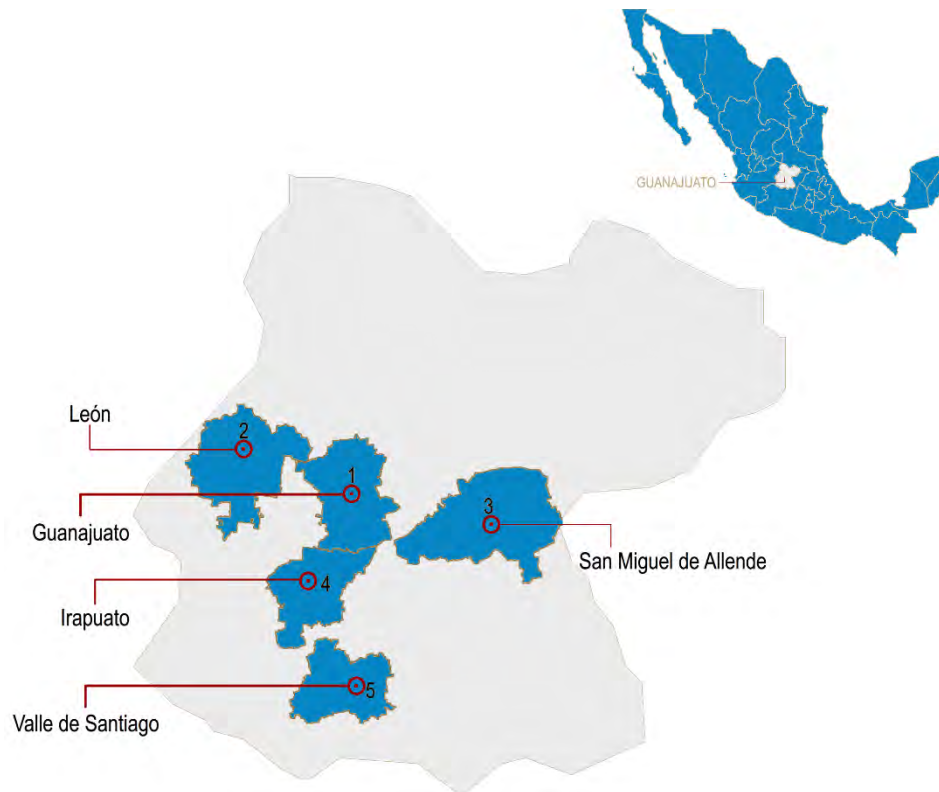 GUANAJUATO
León
2
1
Guanajuato
3
San Miguel de Allende
4
Irapuato
5
Valle de Santiago